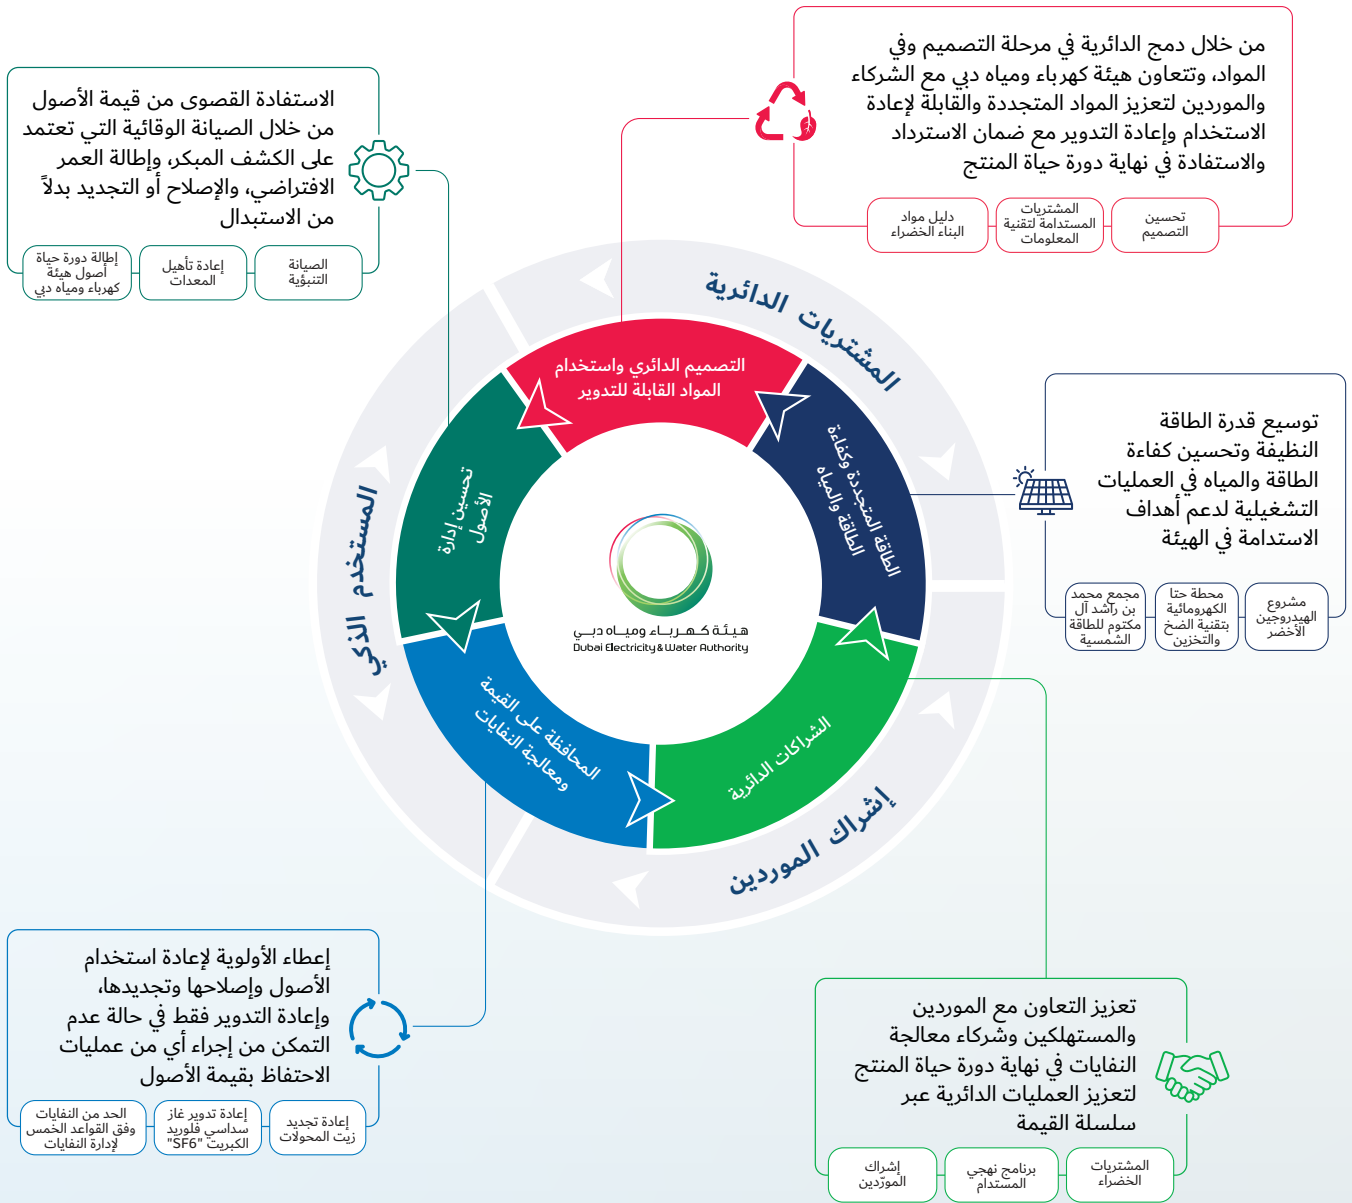 من خلال دمج الدائرية في مرحلة التصميم وفي
المواد، وتتعاون هيئة كهرباء ومياه دبي مع الشركاء
والموردين لتعزيز المواد المتجددة والقابلة لإعادة
الاستخدام وإعادة التدوير مع ضمان الاسترداد
والاستفادة في نهاية دورة حياة المنتج
تحسين
التصميم
المشتريات
المستدامة لتقنية
المعلومات
دليل مواد
البناء الخضراء
الاستفادة القصوى من قيمة الأصول
من خلال الصيانة الوقائية التي تعتمد
على الكشف المبكر، وإطالة العمر
الافتراضي، والإصلاح أو التجديد بدلاً
من الاستبدال
الصيانة
التنبؤية
إعادة تأهيل
المعدات
إطالة دورة حياة
أصول هيئة
كهرباء ومياه دبي
المشتريات الدائرية
المستخدم الذكي
إشراك الموردين
التصميم الدائري واستخدام
المواد القابلة للتدوير
الطاقة المتجددة وكفاءة
الطاقة والمياه
تحسين إدارة
الأصول
المحافظة على القيمة
ومعالجة النفايات
الشراكات الدائرية
هيئة كهرباء ومياه دبي
Dubai Electricity & Water Authority
توسيع قدرة الطاقة
النظيفة وتحسين كفاءة
الطاقة والمياه في العمليات
التشغيلية لدعم أهداف
الاستدامة في الهيئة
مشروع
الهيدروجين
الأخضر
محطة حتا
الكهرومائية
بتقنية الضخ
والتخزين
مجمع محمد
بن راشد آل
مكتوم للطاقة
الشمسية
إعطاء الأولوية لإعادة استخدام
الأصول وإصلاحها وتجديدها،
وإعادة التدوير فقط في حالة عدم
التمكن من إجراء أي من عمليات
الاحتفاظ بقيمة الأصول
إعادة تجديد
زيت المحولات
إعادة تدوير غاز
سداسي فلوريد
الكبريت "SF6"
الحد من النفايات
وفق القواعد الخمس
لإدارة النفايات
تعزيز التعاون مع الموردين
والمستهلكين وشركاء معالجة
النفايات في نهاية دورة حياة المنتج
لتعزيز العمليات الدائرية عبر
سلسلة القيمة
المشتريات
الخضراء
برنامج نهجي
المستدام
إشراك
المورّدين